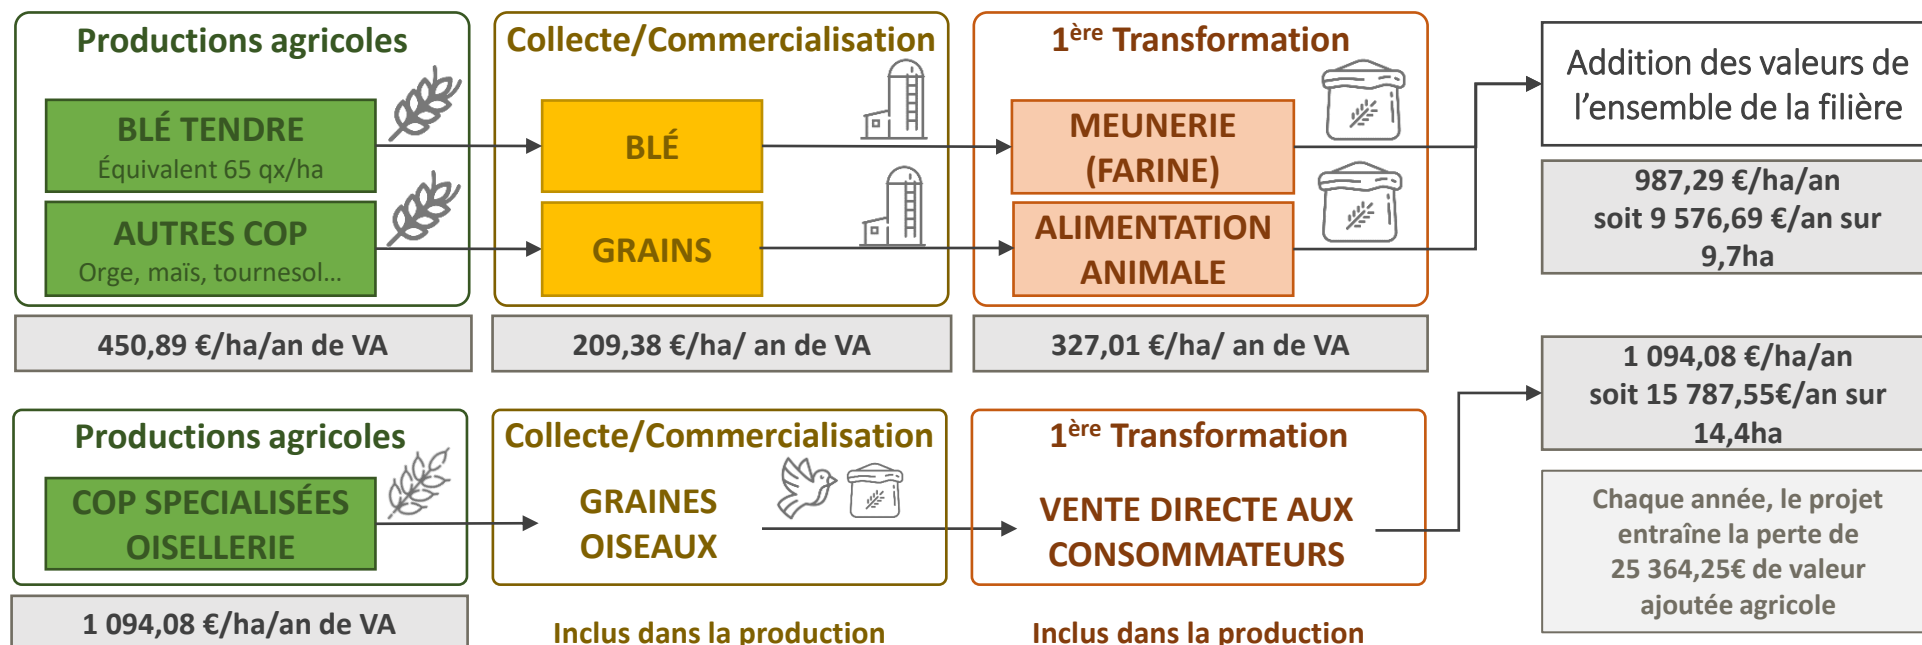 Productions agricoles
BLÉ TENDRE
Équivalent 65 qx/ha
AUTRES COP
Orge, maïs, tournesol...
450,89 €/ha/an de VA
Collecte/Commercialisation
BLÉ
GRAINS
209,38 €/ha/ an de VA
1ère Transformation
MEUNERIE
(FARINE)
ALIMENTATION
ANIMALE
327,01 €/ha/ an de VA
Addition des valeurs de
l'ensemble de la filière
987,29 €/ha/an
soit 9 576,69 €/an sur
9,7ha
Productions agricoles
COP SPECIALISÉES
OISELLERIE
1 094,08 €/ha/an de VA
Collecte/Commercialisation
GRAINES
OISEAUX
Inclus dans la production
1ère Transformation
VENTE DIRECTE AUX
CONSOMMATEURS
Inclus dans la production
1 094,08 €/ha/an
soit 15 787,55€/an sur
14,4ha
Chaque année, le projet
entraîne la perte de
25 364,25€ de valeur
ajoutée agricole